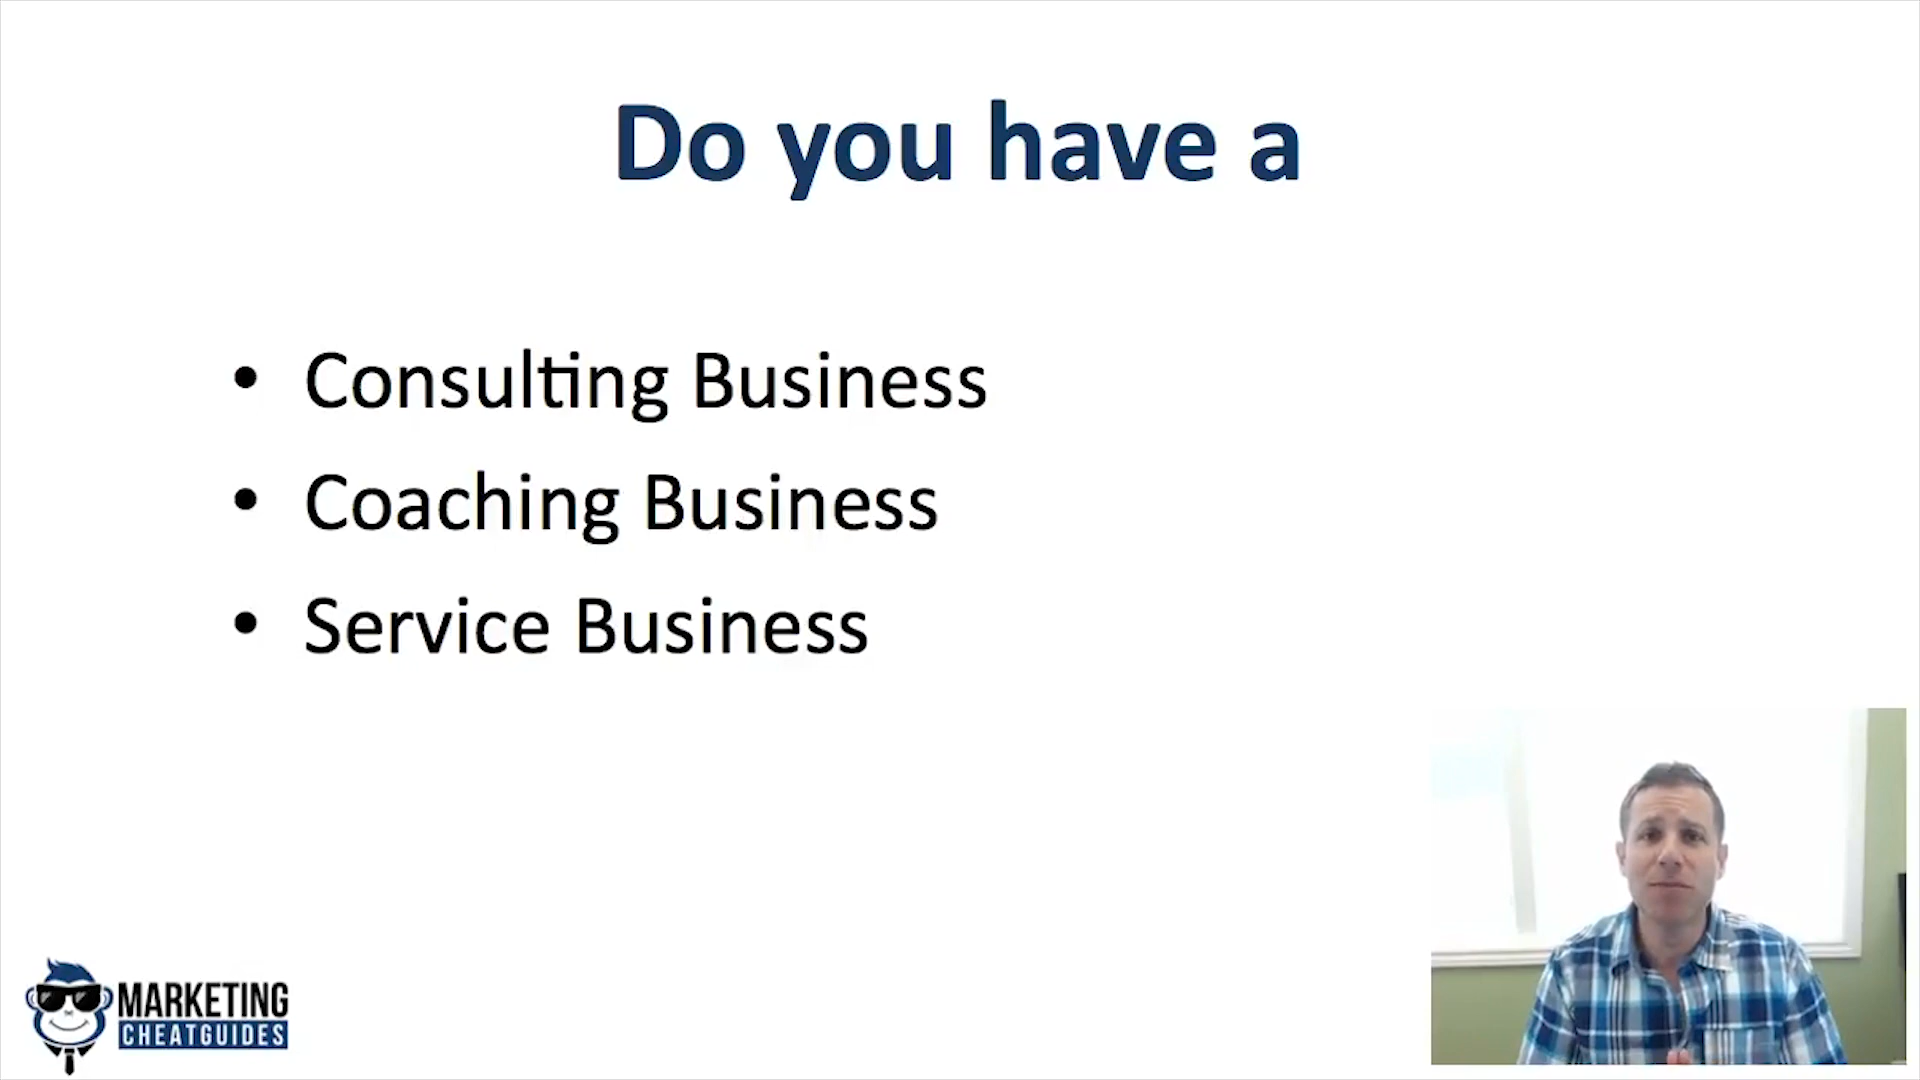 Do you have a
• Consulting Business
• Coaching Business
• Service Business
MARKETING
CHEATGUIDES